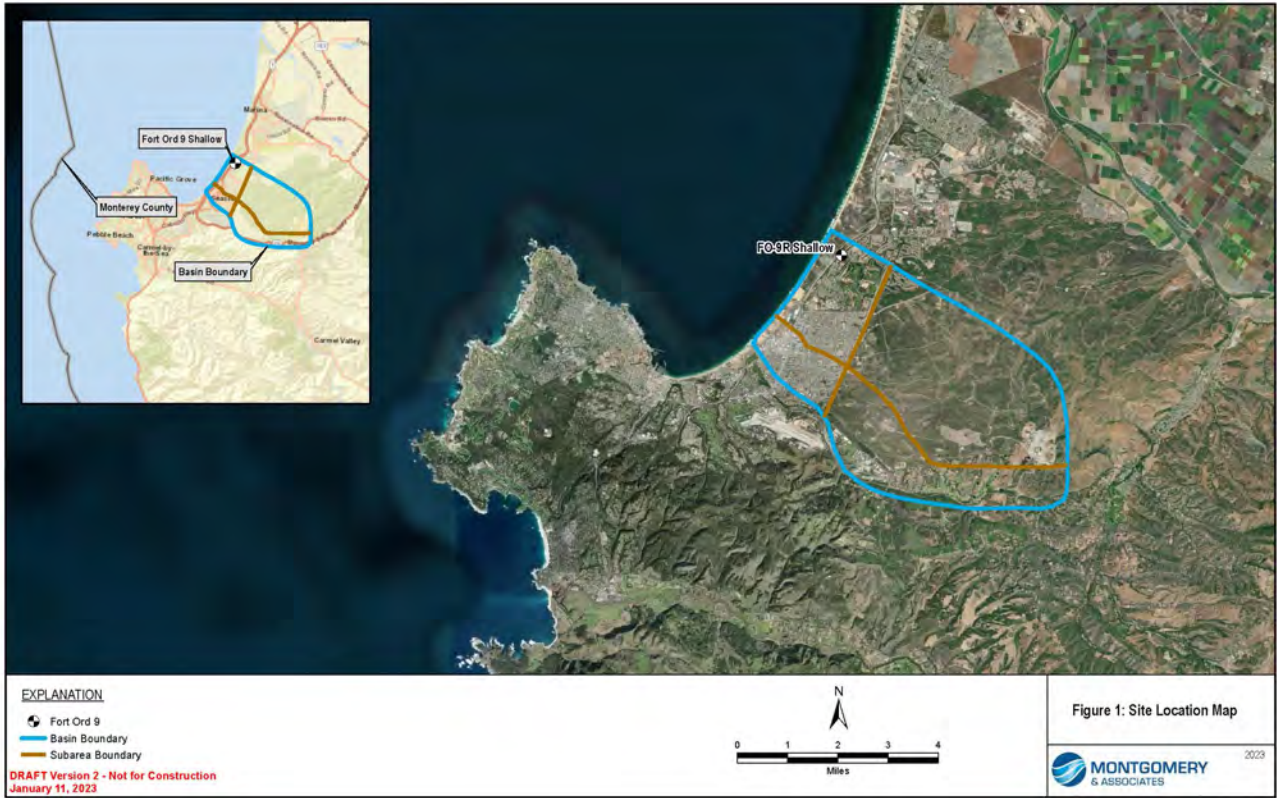 Marina
Fort Ord 9 Shallow
Pacific Grove
Monterey County
Pebble Beach
Carmel-by-
Basin Boundary
Carmel Valley
FO-9R Shallow
EXPLANATION
Fort Ord 9
Basin Boundary
Subarea Boundary
DRAFT Version 2 - Not for Construction
January 11, 2023
N
0 1 2 3 4
Miles
Figure 1: Site Location Map
2023
MONTGOMERY
& ASSOCIATES